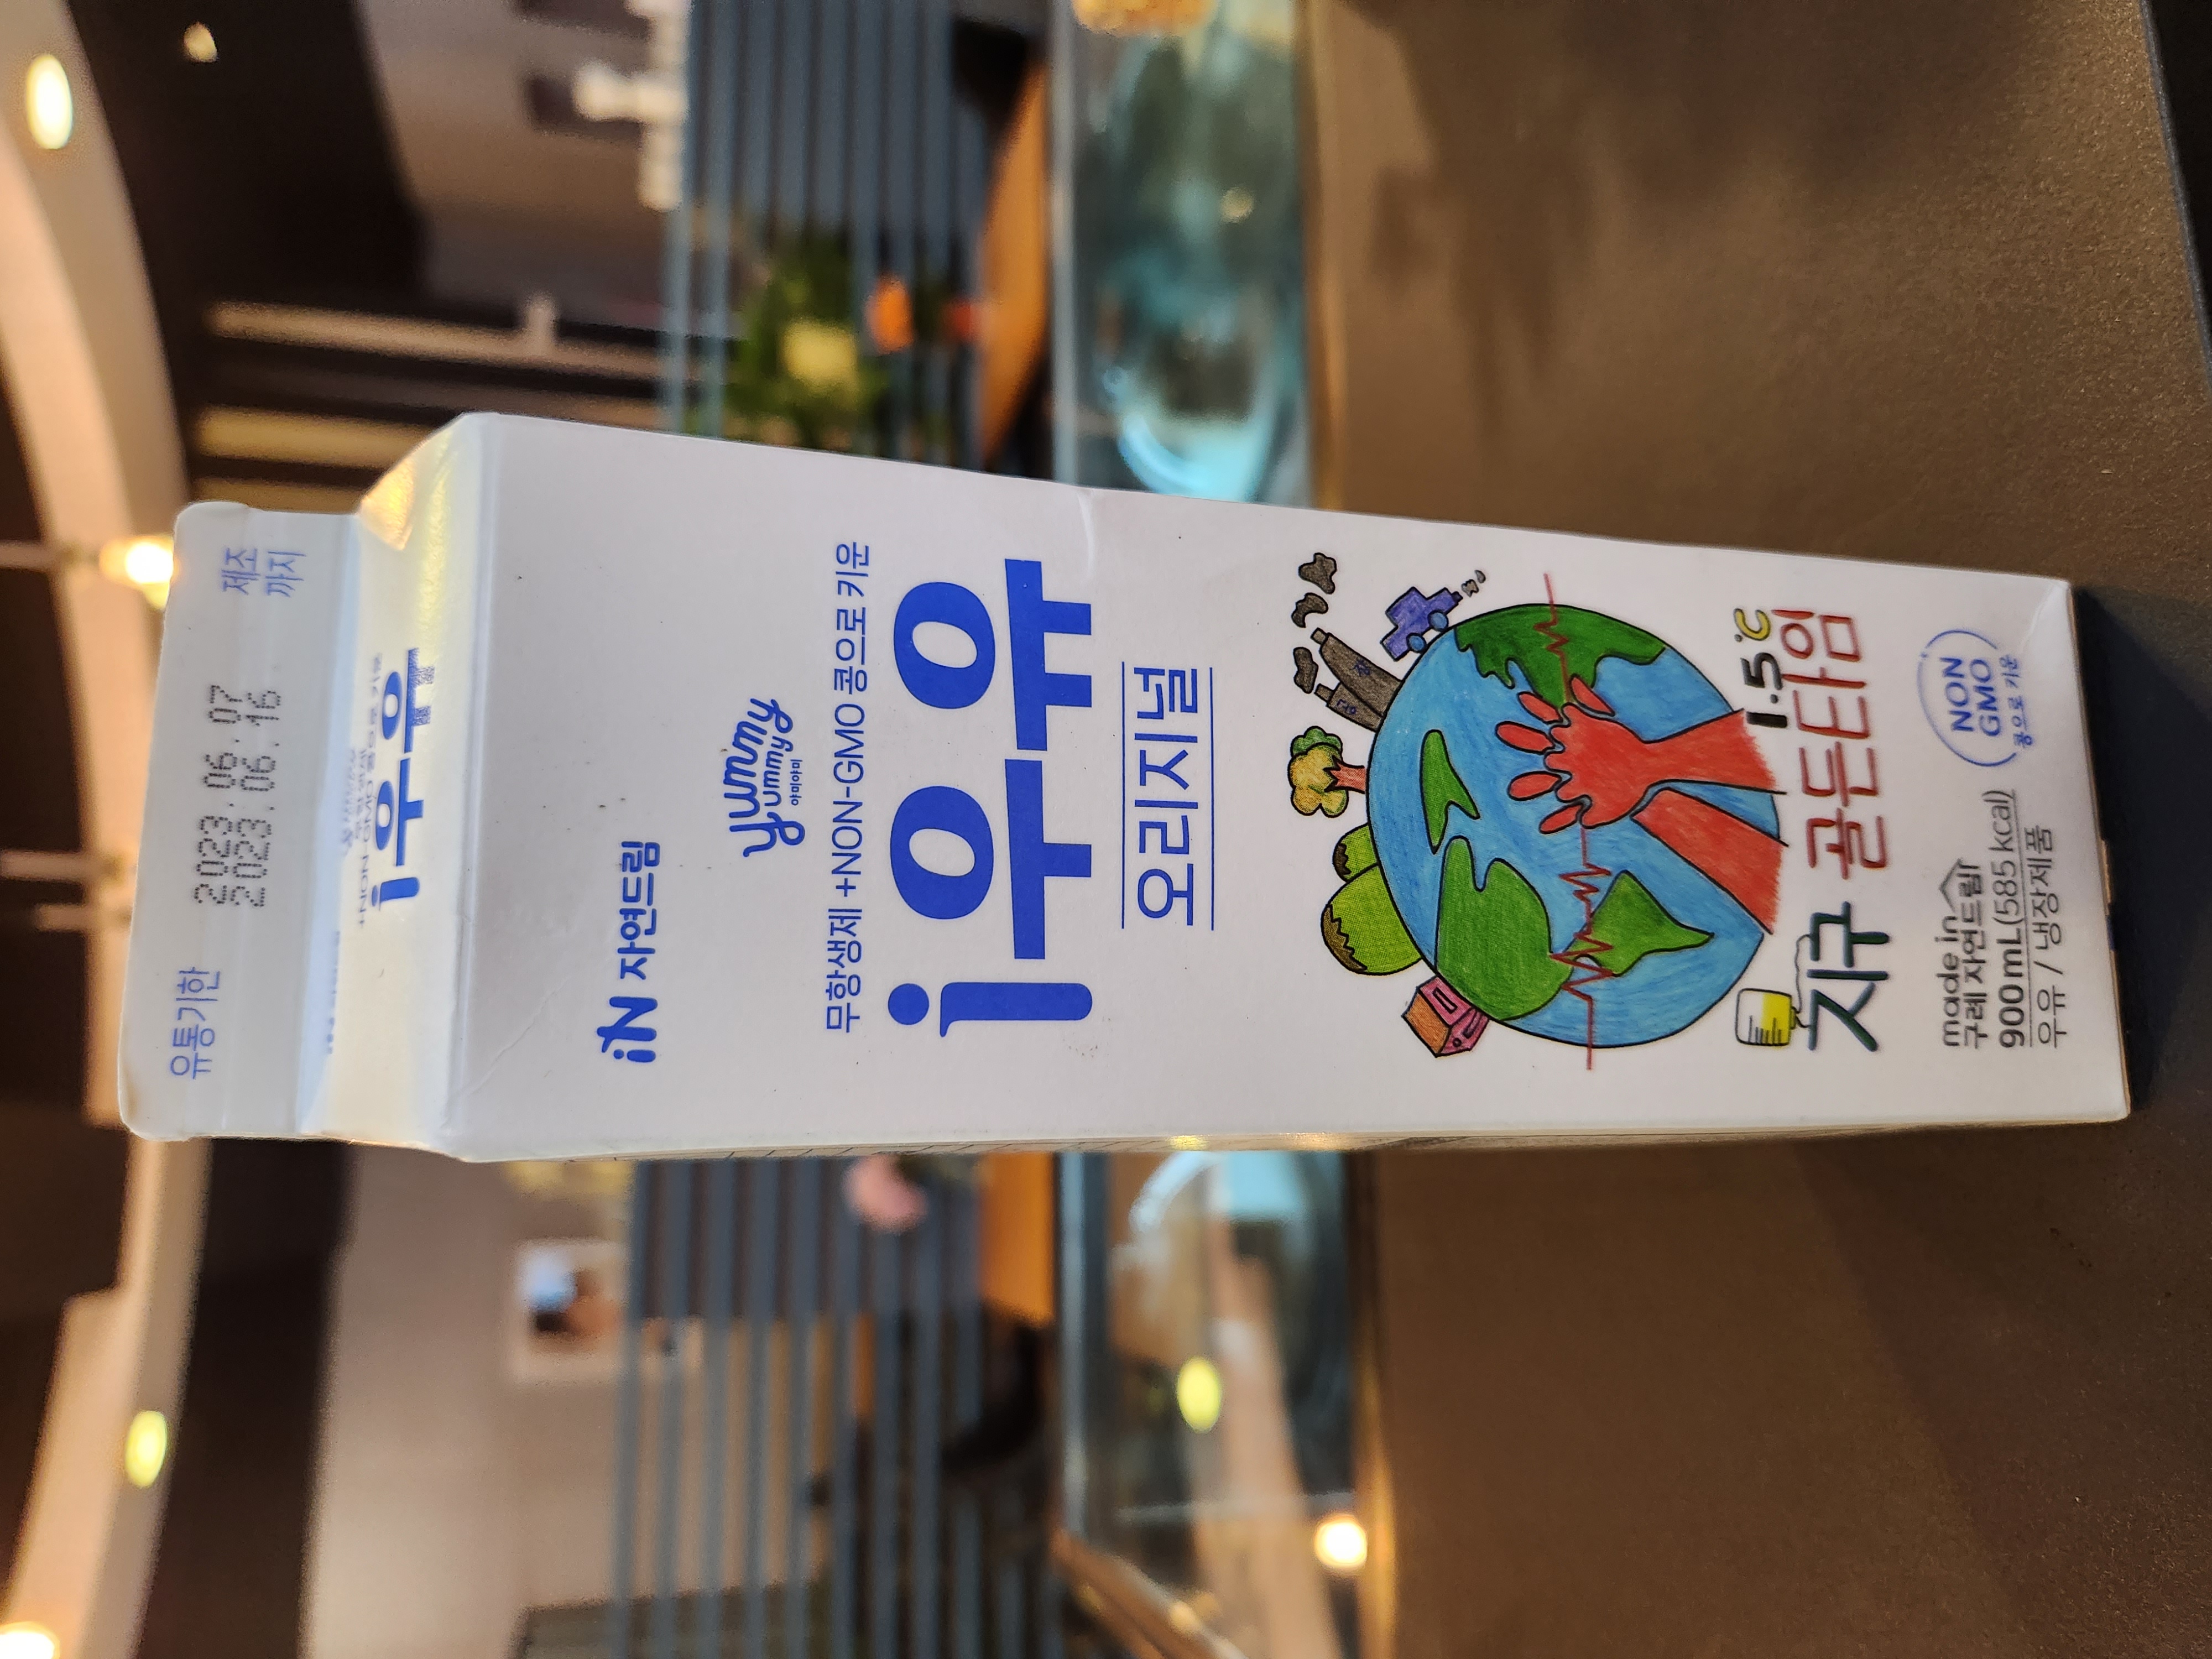 유통기한 2023.06.07 제조
2023.06.16 까지
i우유
iN 자연드림
yummy
yummy
야미야미
무항생제+NON-GMO 콩으로 키운
i우유
오리지널
1.5℃
지구 골든타임
made in
구례 자연드림
900mL(585 kcal)
우유 / 냉장제품
NON
GMO
콩으로 키운